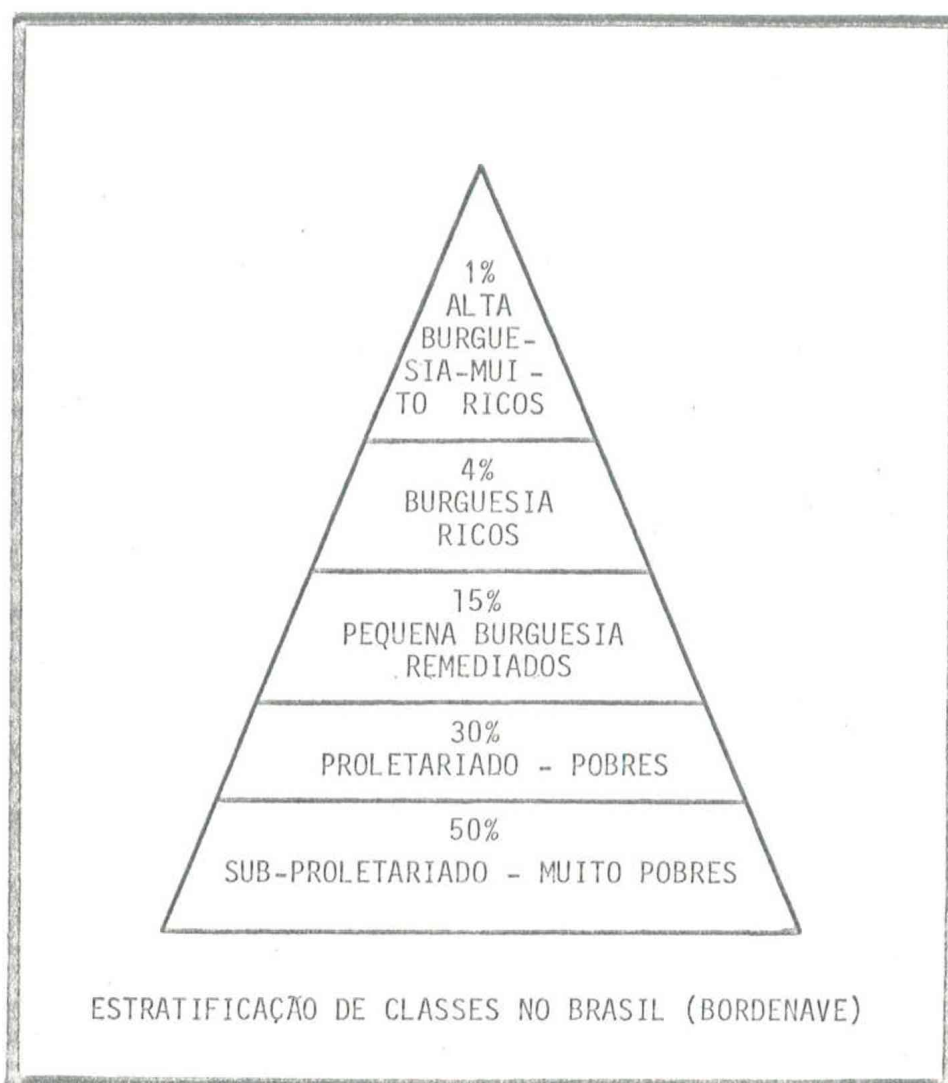 1%
ALTA
BURGUE-
SIA-MUI -
TO RICOS
4%
BURGUESIA
RICOS
15%
PEQUENA BURGUESIA
REMEDIADOS
30%
PROLETARIADO - POBRES
50%
SUB-PROLETARIADO - MUITO POBRES
ESTRATIFICAÇÃO DE CLASSES NO BRASIL (BORDENAVE)